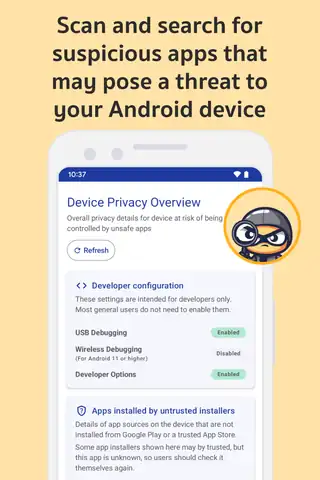 Scan and search for
suspicious apps that
may pose a threat to
your Android device
10:37
Device Privacy Overview
Overall privacy details for device at risk of being
controlled by unsafe apps
Refresh
Developer configuration
These settings are intended for developers only.
Most general users do not need to enable them.
USB Debugging Enabled
Wireless Debugging Disabled
(For Android 11 or higher)
Developer Options Enabled
Apps installed by untrusted installers
Details of app sources on the device that are not
installed from Google Play or a trusted App Store.
Some app installers shown here may by trusted, but
this app is unknown, so users should check it
themselves again.